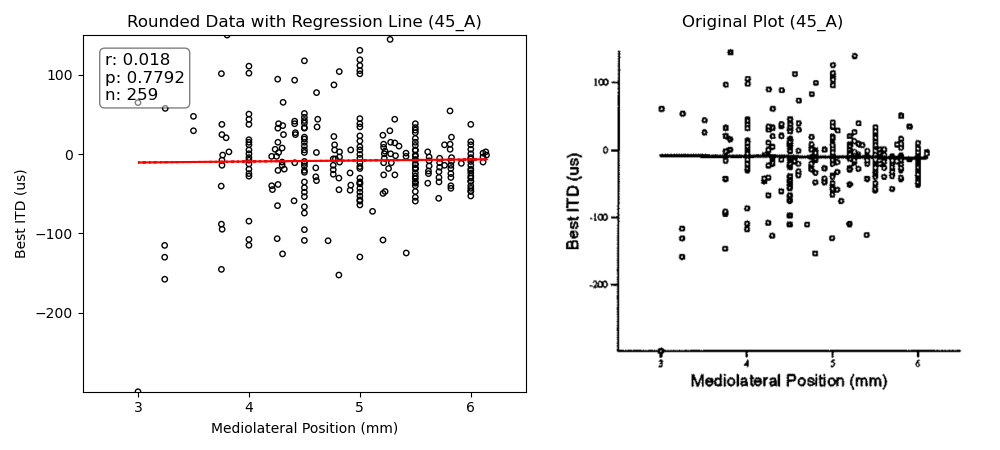 Rounded Data with Regression Line (45_A)
r: 0.018
p: 0.7792
n: 259
100
0
−100
−200
3
4
5
6
Best ITD (us)
Mediolateral Position (mm)
Original Plot (45_A)
100
0
-100
-200
3
4
5
6
Best ITD (us)
Mediolateral Position (mm)